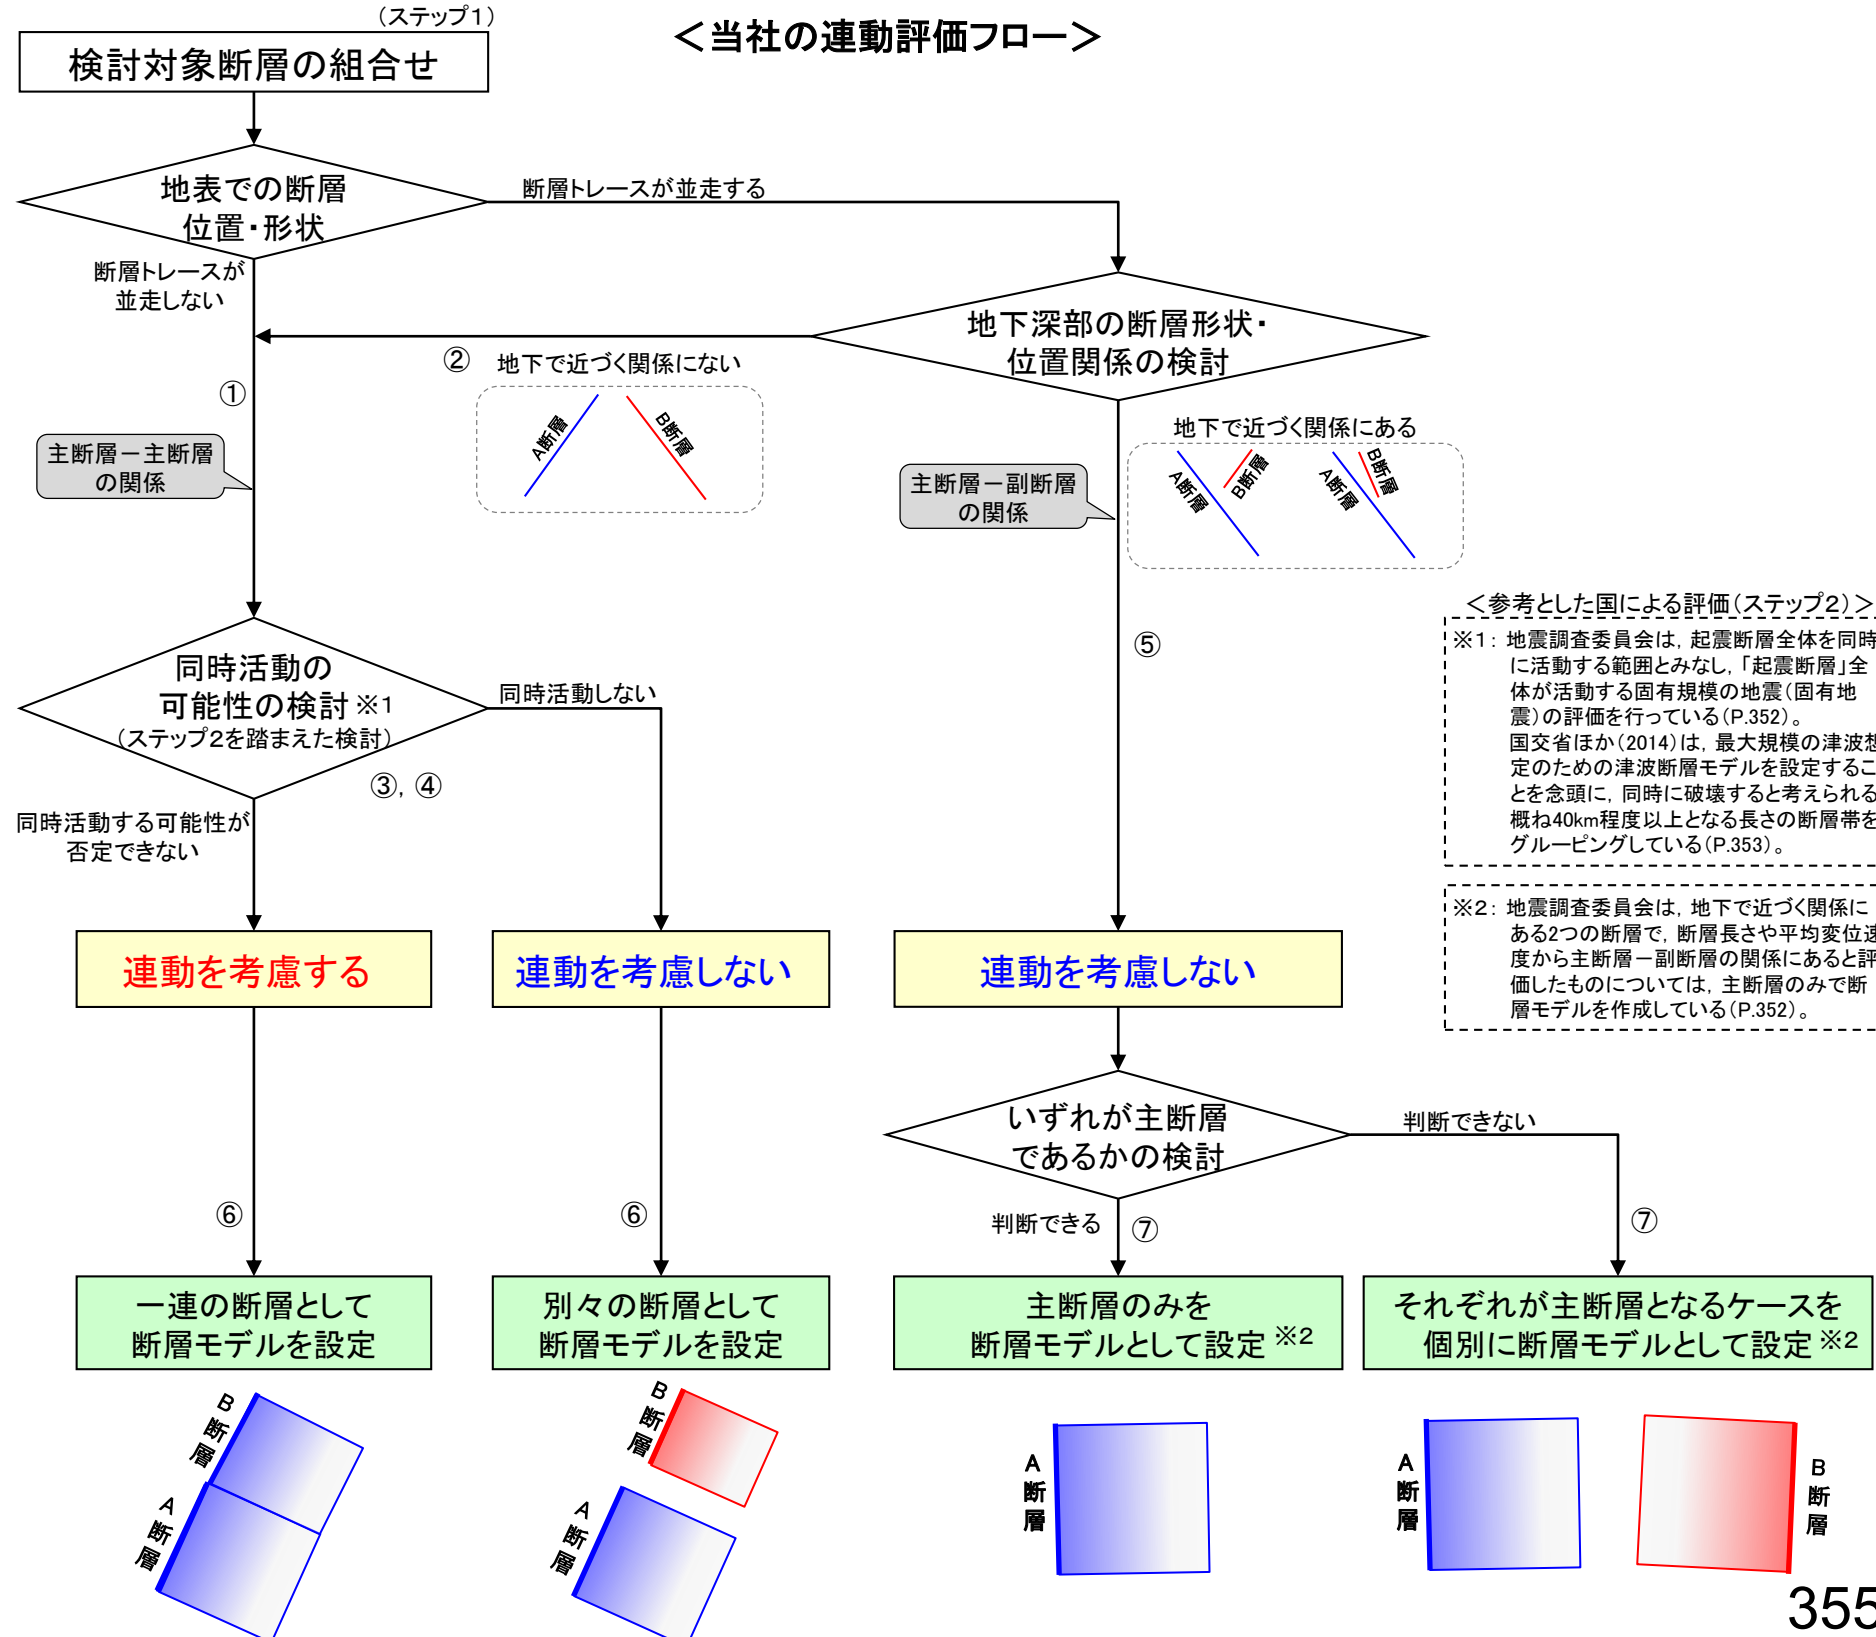 (ステップ1)
＜当社の連動評価フロー＞
検討対象断層の組合せ
地表での断層
位置・形状
断層トレースが並走する
断層トレースが
並走しない
地下深部の断層形状・
位置関係の検討
②
地下で近づく関係にない
A断層
B断層
①
地下で近づく関係にある
A断層
B断層
A断層
B断層
主断層－主断層
の関係
主断層－副断層
の関係
＜参考とした国による評価(ステップ2)＞
※1： 地震調査委員会は，起震断層全体を同時
に活動する範囲とみなし，「起震断層」全
体が活動する固有規模の地震(固有地
震)の評価を行っている(P.352)。
国交省ほか(2014)は，最大規模の津波想
定のための津波断層モデルを設定するこ
とを念頭に，同時に破壊すると考えられる
概ね40km程度以上となる長さの断層帯を
グルーピングしている(P.353)。
⑤
同時活動の
可能性の検討※1
(ステップ2を踏まえた検討)
同時活動しない
③，④
同時活動する可能性が
否定できない
※2： 地震調査委員会は，地下で近づく関係に
ある2つの断層で，断層長さや平均変位速
度から主断層－副断層の関係にあると評
価したものについては，主断層のみで断
層モデルを作成している(P.352)。
連動を考慮する
連動を考慮しない
連動を考慮しない
いずれが主断層
であるかの検討
判断できない
判断できる
⑥
⑥
⑦
⑦
一連の断層として
断層モデルを設定
別々の断層として
断層モデルを設定
主断層のみを
断層モデルとして設定※2
それぞれが主断層となるケースを
個別に断層モデルとして設定※2
B断層
A断層
B断層
A断層
A断層
A断層
B断層
355